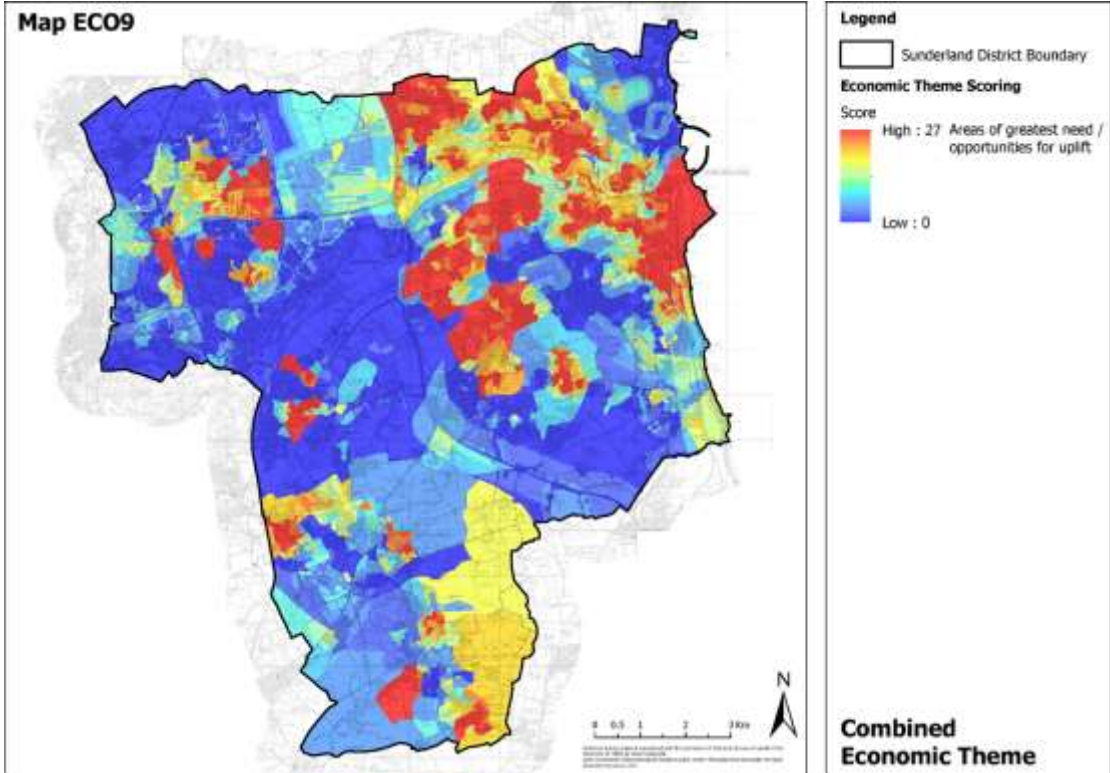 Map ECO9
N
0 0.5 1 2 3 Km
Legend
Sunderland District Boundary
Economic Theme Scoring
Score
High : 27 Areas of greatest need /
opportunities for uplift
Low : 0
Combined
Economic Theme